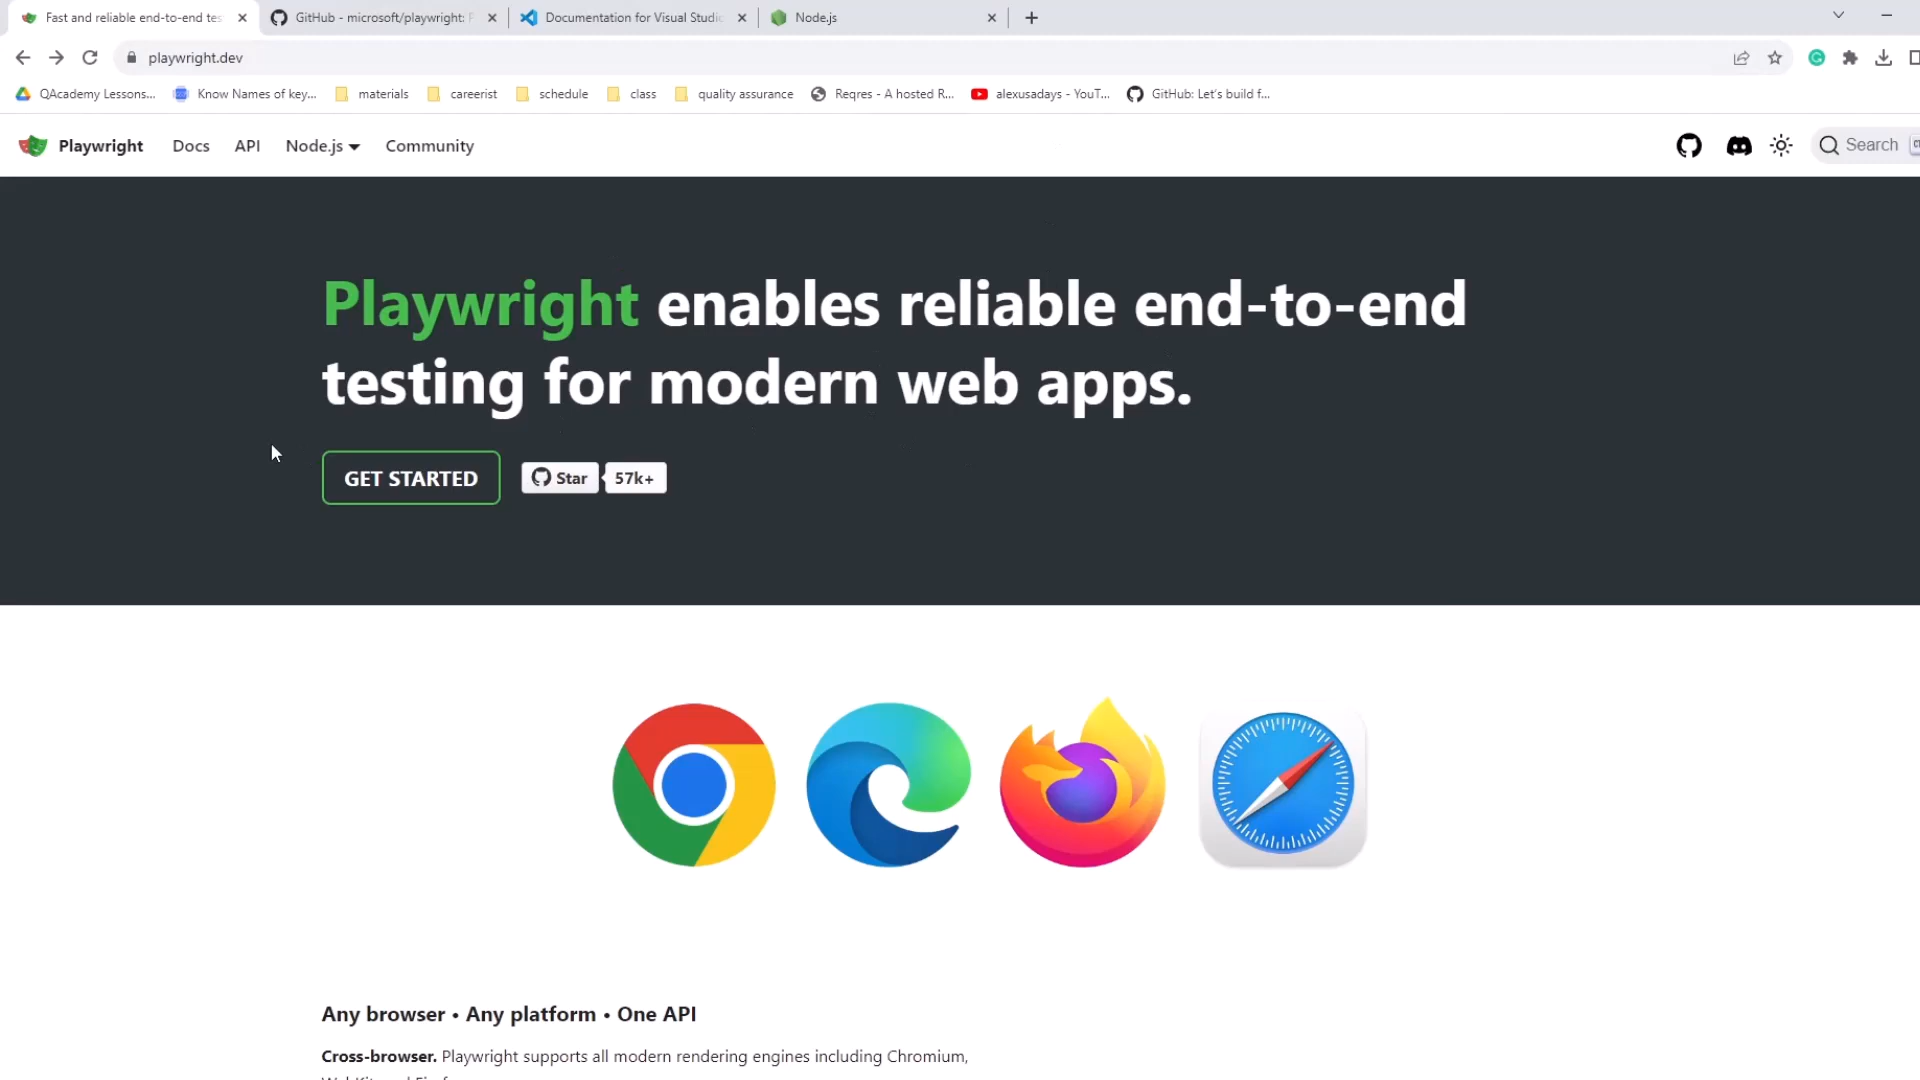 Fast and reliable end-to-end tes
GitHub - microsoft/playwright: P
Documentation for Visual Studio
Node.js
playwright.dev
QAcademy Lessons...
Know Names of key...
materials
careerist
schedule
class
quality assurance
Reqres - A hosted R...
alexusadays - YouT...
GitHub: Let's build f...
Playwright
Docs
API
Node.js
Community
Search
Playwright enables reliable end-to-end
testing for modern web apps.
GET STARTED
Star
57k+
Any browser • Any platform • One API
Cross-browser. Playwright supports all modern rendering engines including Chromium,